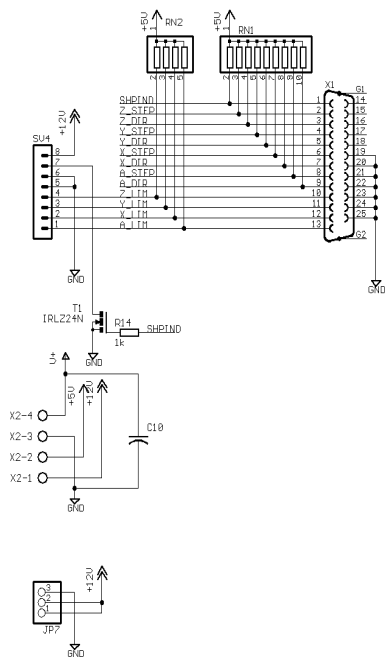 +5V
1
RN2
+5V
1
RN1
2
3
4
5
2
3
4
5
6
7
8
9
10
X1
G1
SHPIND
1
14
Z_STEP
2
15
Z_DIR
3
16
Y_STEP
4
17
Y_DIR
5
18
X_STEP
6
19
X_DIR
7
20
A_STEP
8
21
A_DIR
9
22
Z_LIM
10
23
Y_LIM
11
24
X_LIM
12
25
A_LIM
13
G2
SV4
+12V
8
7
6
5
4
3
2
1
GND
GND
T1
IRLZ24N
R14
1k
SHPIND
GND
V+
+5V
+12V
X2-4
X2-3
X2-2
X2-1
C10
GND
+12V
3
2
1
JP7
GND